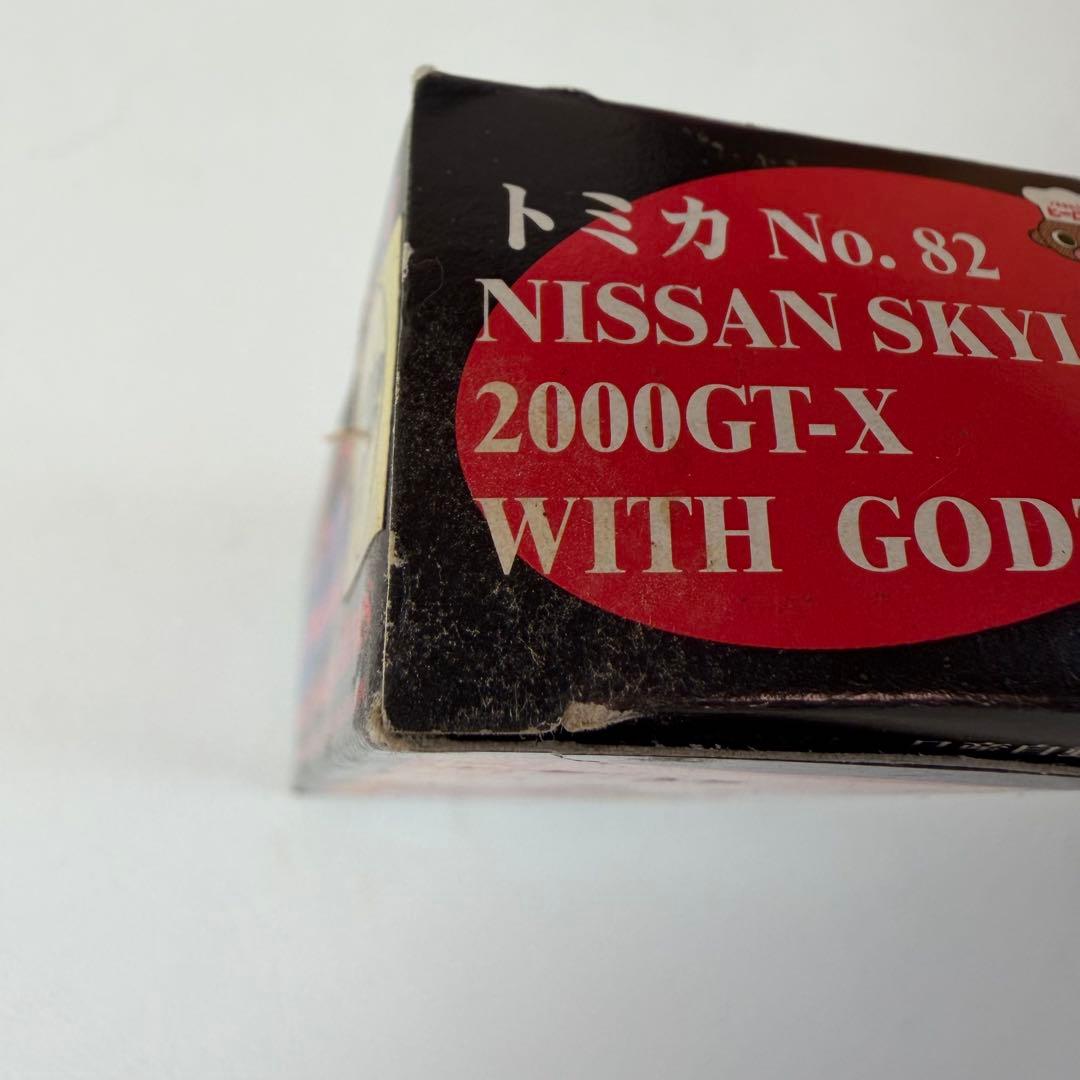 トミカ No. 82
NISSAN SKYL
2000GT-X
WITH GOD